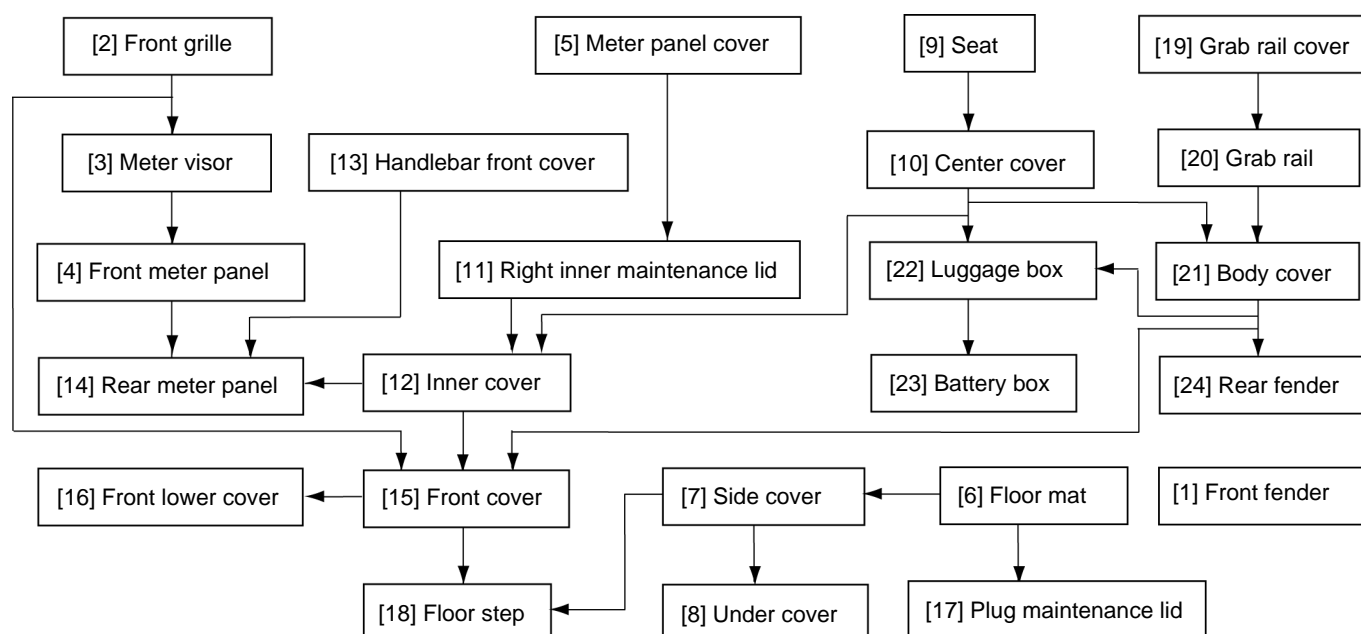 [2] Front grille
[5] Meter panel cover
[9] Seat
[19] Grab rail cover
[3] Meter visor
[13] Handlebar front cover
[10] Center cover
[20] Grab rail
[4] Front meter panel
[11] Right inner maintenance lid
[22] Luggage box
[21] Body cover
[14] Rear meter panel
[12] Inner cover
[23] Battery box
[24] Rear fender
[16] Front lower cover
[15] Front cover
[7] Side cover
[6] Floor mat
[1] Front fender
[18] Floor step
[8] Under cover
[17] Plug maintenance lid